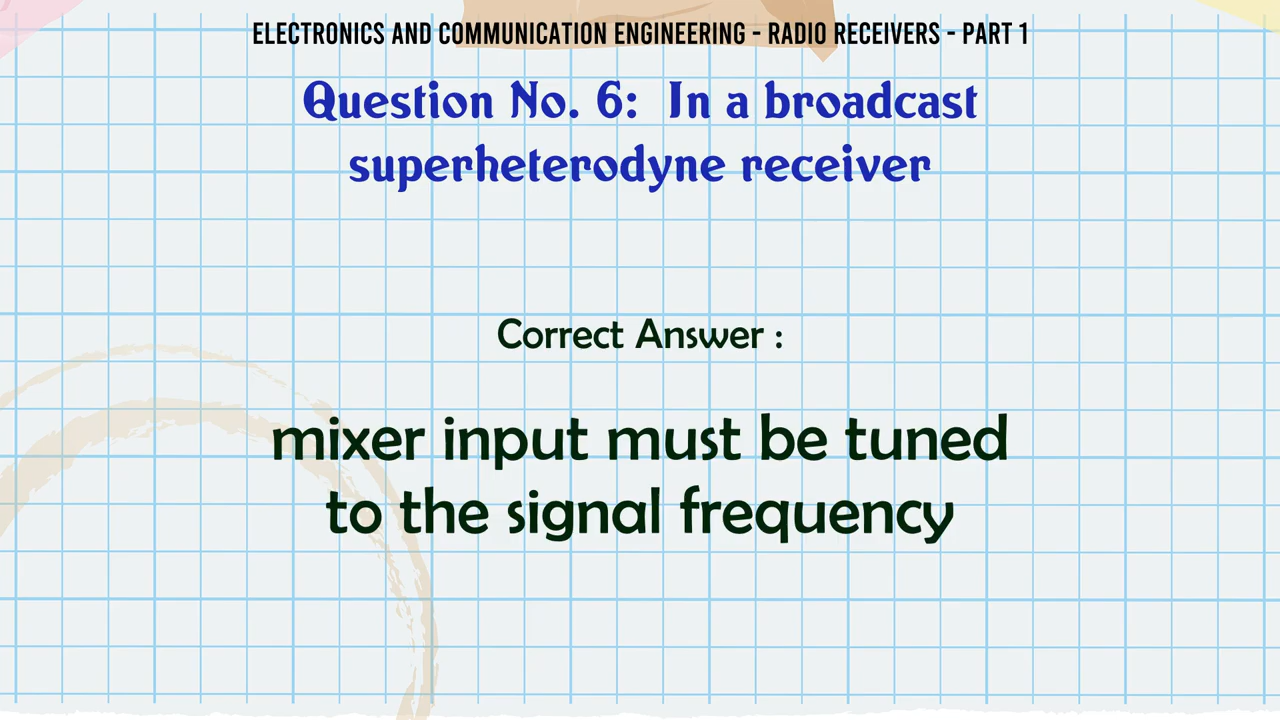 ELECTRONICS AND COMMUNICATION ENGINEERING - RADIO RECEIVERS - PART 1
Question No. 6: In a broadcast
superheterodyne receiver
Correct Answer :
mixer input must be tuned
to the signal frequency